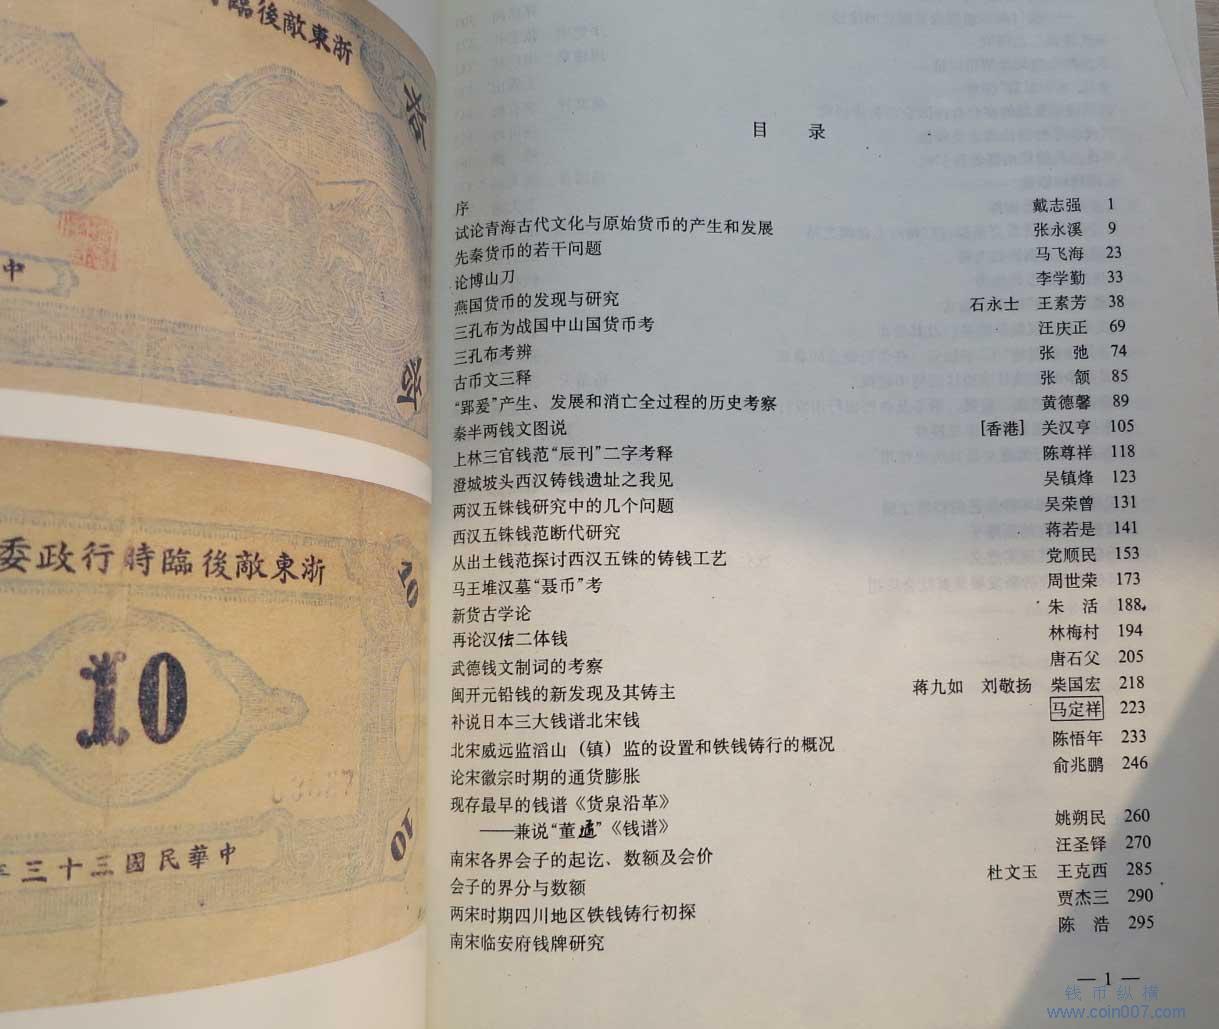 浙東敵後臨
拾
中
拾
委政行時臨後敵東浙
10
10
10
三十三國民華中
目 录
序 戴志强 1
试论青海古代文化与原始货币的产生和发展 张永溪 9
先秦货币的若干问题 马飞海 23
论博山刀 李学勤 33
燕国货币的发现与研究 石永士 王素芳 38
三孔布为战国中山国货币考 汪庆正 69
三孔布考辨 张 弛 74
古币文三释 张 颔 85
“郢爰”产生、发展和消亡全过程的历史考察 黄德馨 89
秦半两钱文图说 [香港] 关汉亨 105
上林三官钱范“辰刊”二字考释 陈尊祥 118
澄城坡头西汉铸钱遗址之我见 吴镇烽 123
两汉五铢钱研究中的几个问题 吴荣曾 131
西汉五铢钱范断代研究 蒋若是 141
从出土钱范探讨西汉五铢的铸钱工艺 党顺民 153
马王堆汉墓“聂币”考 周世荣 173
新货古学论 朱 活 188
再论汉佉二体钱 林梅村 194
武德钱文制词的考察 唐石父 205
闽开元铅钱的新发现及其铸主 蒋九如 刘敬扬 柴国宏 218
补说日本三大钱谱北宋钱 马定祥 223
北宋威远监滔山（镇）监的设置和铁钱铸行的概况 陈悟年 233
论宋徽宗时期的通货膨胀 俞兆鹏 246
现存最早的钱谱《货泉沿革》
——兼说“董逌”《钱谱》 姚朔民 260
南宋各界会子的起讫、数额及会价 汪圣铎 270
会子的界分与数额 杜文玉 王克西 285
两宋时期四川地区铁钱铸行初探 贾杰三 290
南宋临安府钱牌研究 陈 浩 295
— 1 —
钱币纵横
www.coin007.com